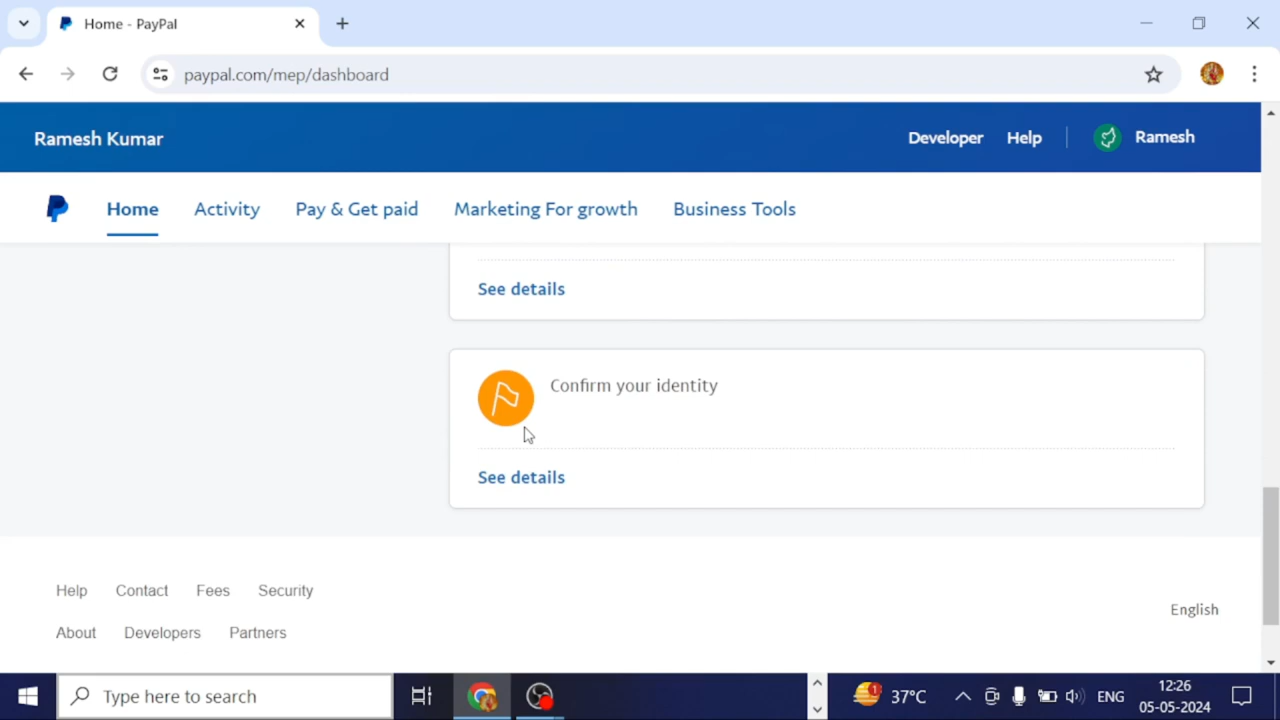 Home - PayPal
paypal.com/mep/dashboard
Ramesh Kumar
Developer Help Ramesh
Home Activity Pay & Get paid Marketing For growth Business Tools
See details
Confirm your identity
See details
Help Contact Fees Security
English
About Developers Partners
Type here to search
1
37°C
ENG
12:26
05-05-2024